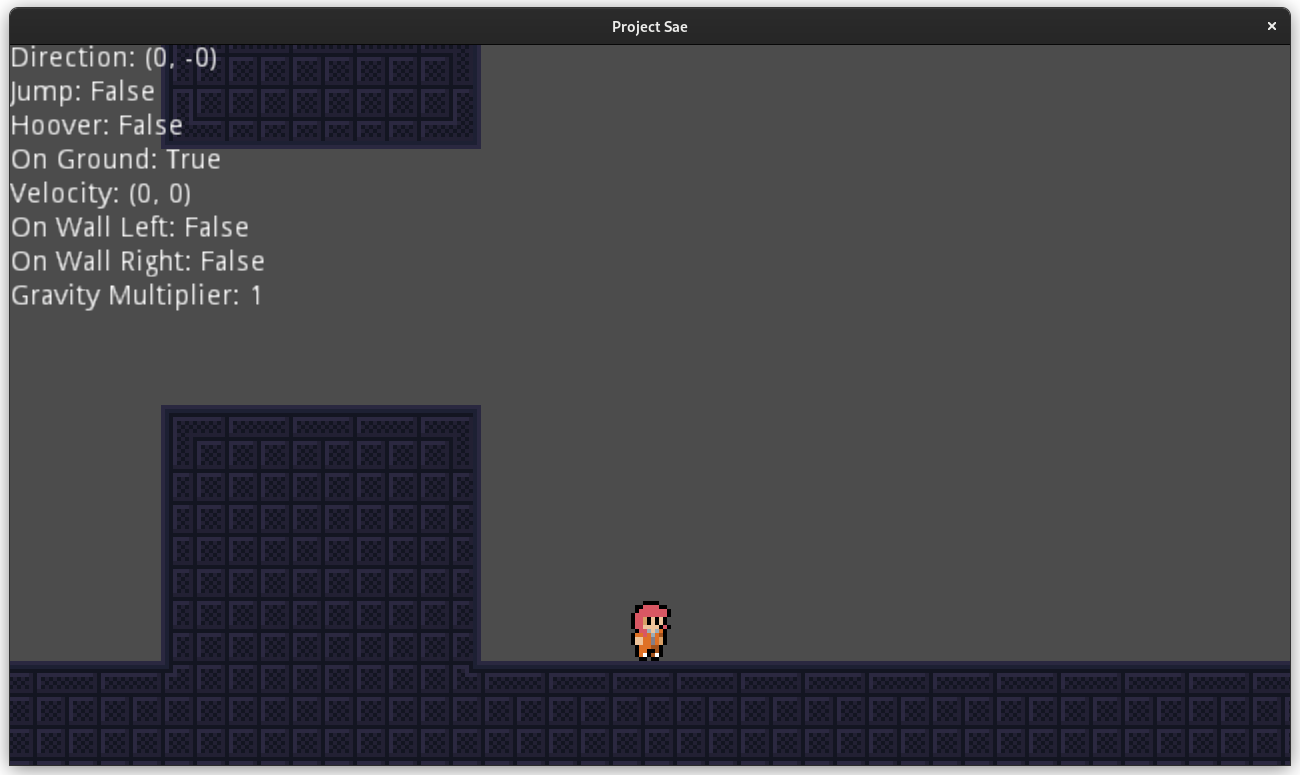 Project Sae
Direction: (0, -0)
Jump: False
Hoover: False
On Ground: True
Velocity: (0, 0)
On Wall Left: False
On Wall Right: False
Gravity Multiplier: 1